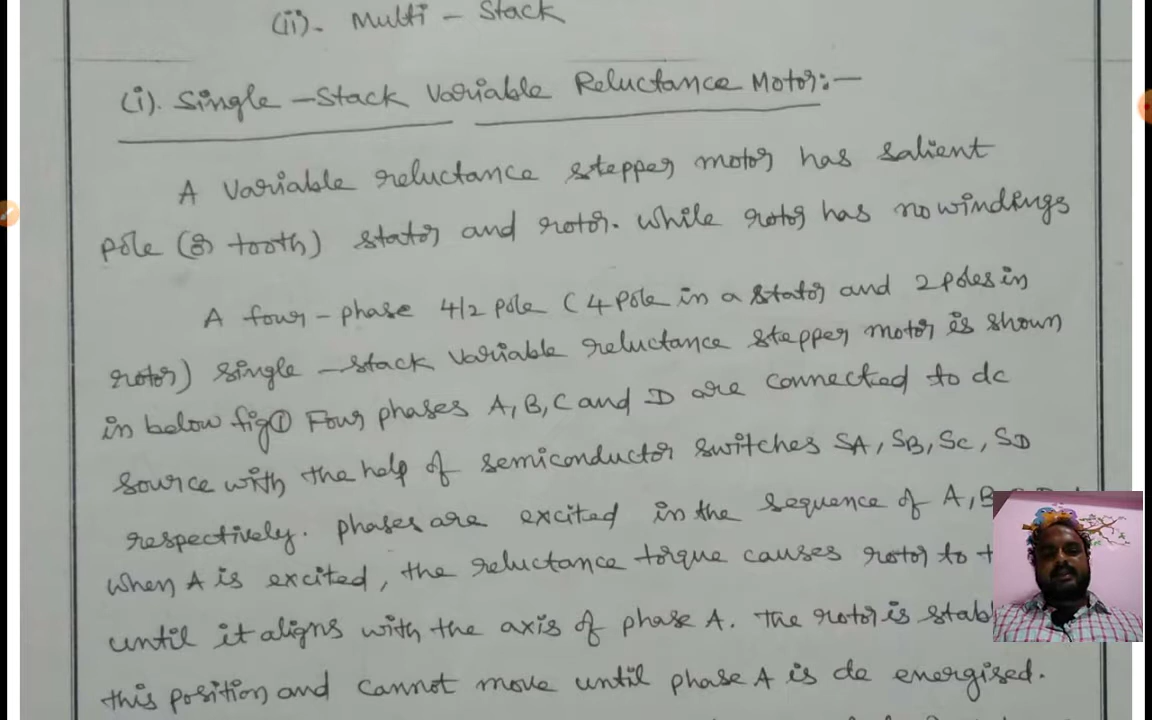 (ii). Multi - Stack
(i). Single - Stack Variable Reluctance Motor:-
A variable reluctance stepper motor has salient
pole (or tooth) stator and rotor. while rotor has no windings
A four - phase 4/2 pole (4 pole in a stator and 2 poles in
rotor) single - stack variable reluctance stepper motor is shown
in below fig① Four phases A, B, C and D are connected to dc
source with the help of semiconductor switches SA, SB, SC, SD
respectively. phases are excited in the sequence of A, B
when A is excited, the reluctance torque causes rotor to
until it aligns with the axis of phase A. The rotor is
this position and cannot move until phase A is de energised.